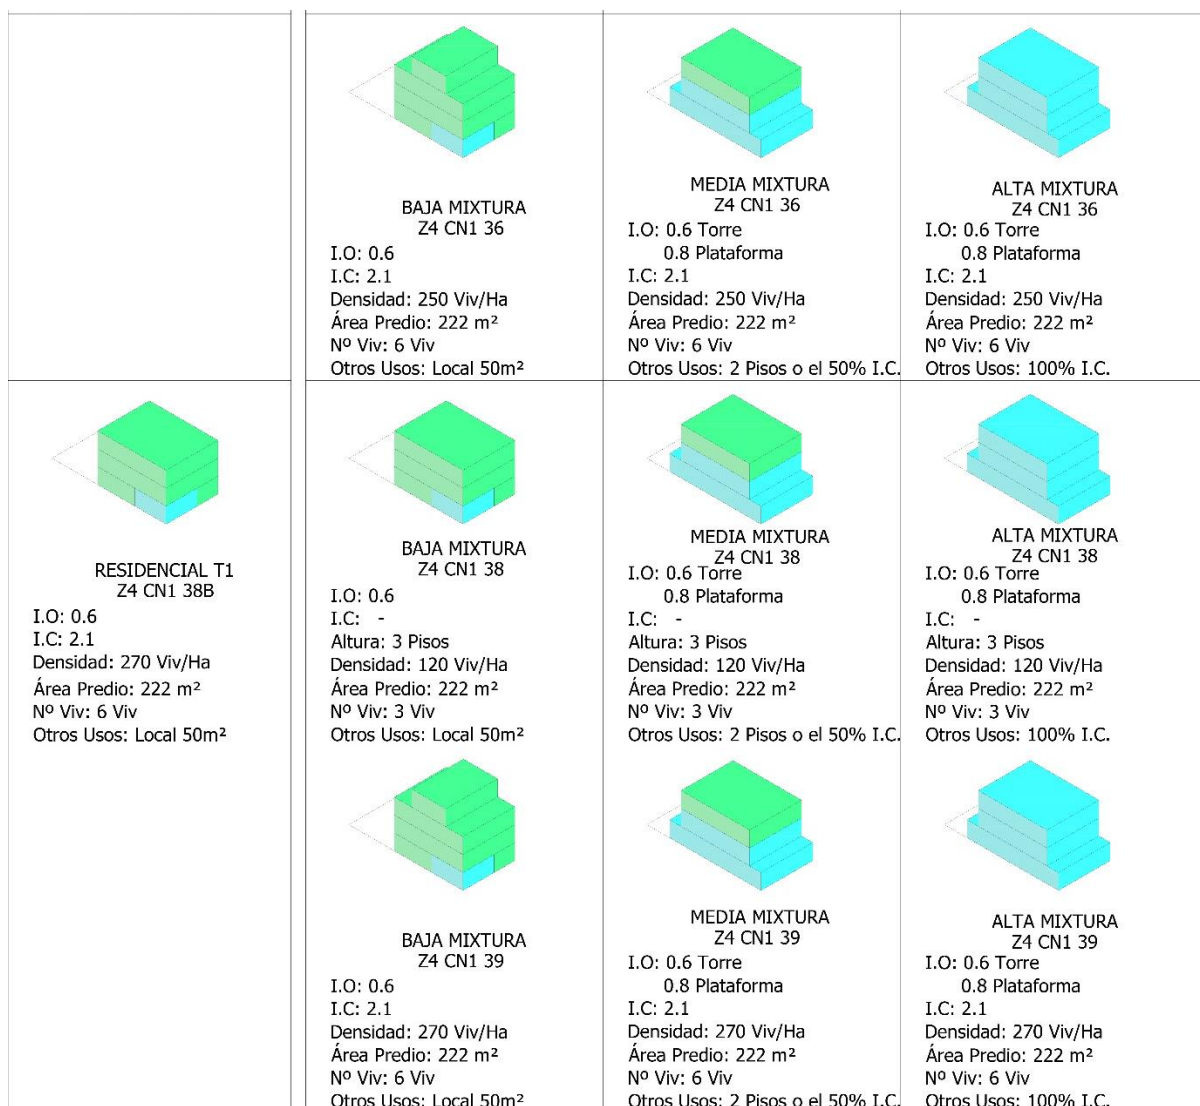 BAJA MIXTURA
Z4 CN1 36
I.O: 0.6
I.C: 2.1
Densidad: 250 Viv/Ha
Área Predio: 222 m²
Nº Viv: 6 Viv
Otros Usos: Local 50m²
MEDIA MIXTURA
Z4 CN1 36
I.O: 0.6 Torre
0.8 Plataforma
I.C: 2.1
Densidad: 250 Viv/Ha
Área Predio: 222 m²
Nº Viv: 6 Viv
Otros Usos: 2 Pisos o el 50% I.C.
ALTA MIXTURA
Z4 CN1 36
I.O: 0.6 Torre
0.8 Plataforma
I.C: 2.1
Densidad: 250 Viv/Ha
Área Predio: 222 m²
Nº Viv: 6 Viv
Otros Usos: 100% I.C.
RESIDENCIAL T1
Z4 CN1 38B
I.O: 0.6
I.C: 2.1
Densidad: 270 Viv/Ha
Área Predio: 222 m²
Nº Viv: 6 Viv
Otros Usos: Local 50m²
BAJA MIXTURA
Z4 CN1 38
I.O: 0.6
I.C: -
Altura: 3 Pisos
Densidad: 120 Viv/Ha
Área Predio: 222 m²
Nº Viv: 3 Viv
Otros Usos: Local 50m²
MEDIA MIXTURA
Z4 CN1 38
I.O: 0.6 Torre
0.8 Plataforma
I.C: -
Altura: 3 Pisos
Densidad: 120 Viv/Ha
Área Predio: 222 m²
Nº Viv: 3 Viv
Otros Usos: 2 Pisos o el 50% I.C.
ALTA MIXTURA
Z4 CN1 38
I.O: 0.6 Torre
0.8 Plataforma
I.C: -
Altura: 3 Pisos
Densidad: 120 Viv/Ha
Área Predio: 222 m²
Nº Viv: 3 Viv
Otros Usos: 100% I.C.
BAJA MIXTURA
Z4 CN1 39
I.O: 0.6
I.C: 2.1
Densidad: 270 Viv/Ha
Área Predio: 222 m²
Nº Viv: 6 Viv
Otros Usos: Local 50m²
MEDIA MIXTURA
Z4 CN1 39
I.O: 0.6 Torre
0.8 Plataforma
I.C: 2.1
Densidad: 270 Viv/Ha
Área Predio: 222 m²
Nº Viv: 6 Viv
Otros Usos: 2 Pisos o el 50% I.C.
ALTA MIXTURA
Z4 CN1 39
I.O: 0.6 Torre
0.8 Plataforma
I.C: 2.1
Densidad: 270 Viv/Ha
Área Predio: 222 m²
Nº Viv: 6 Viv
Otros Usos: 100% I.C.